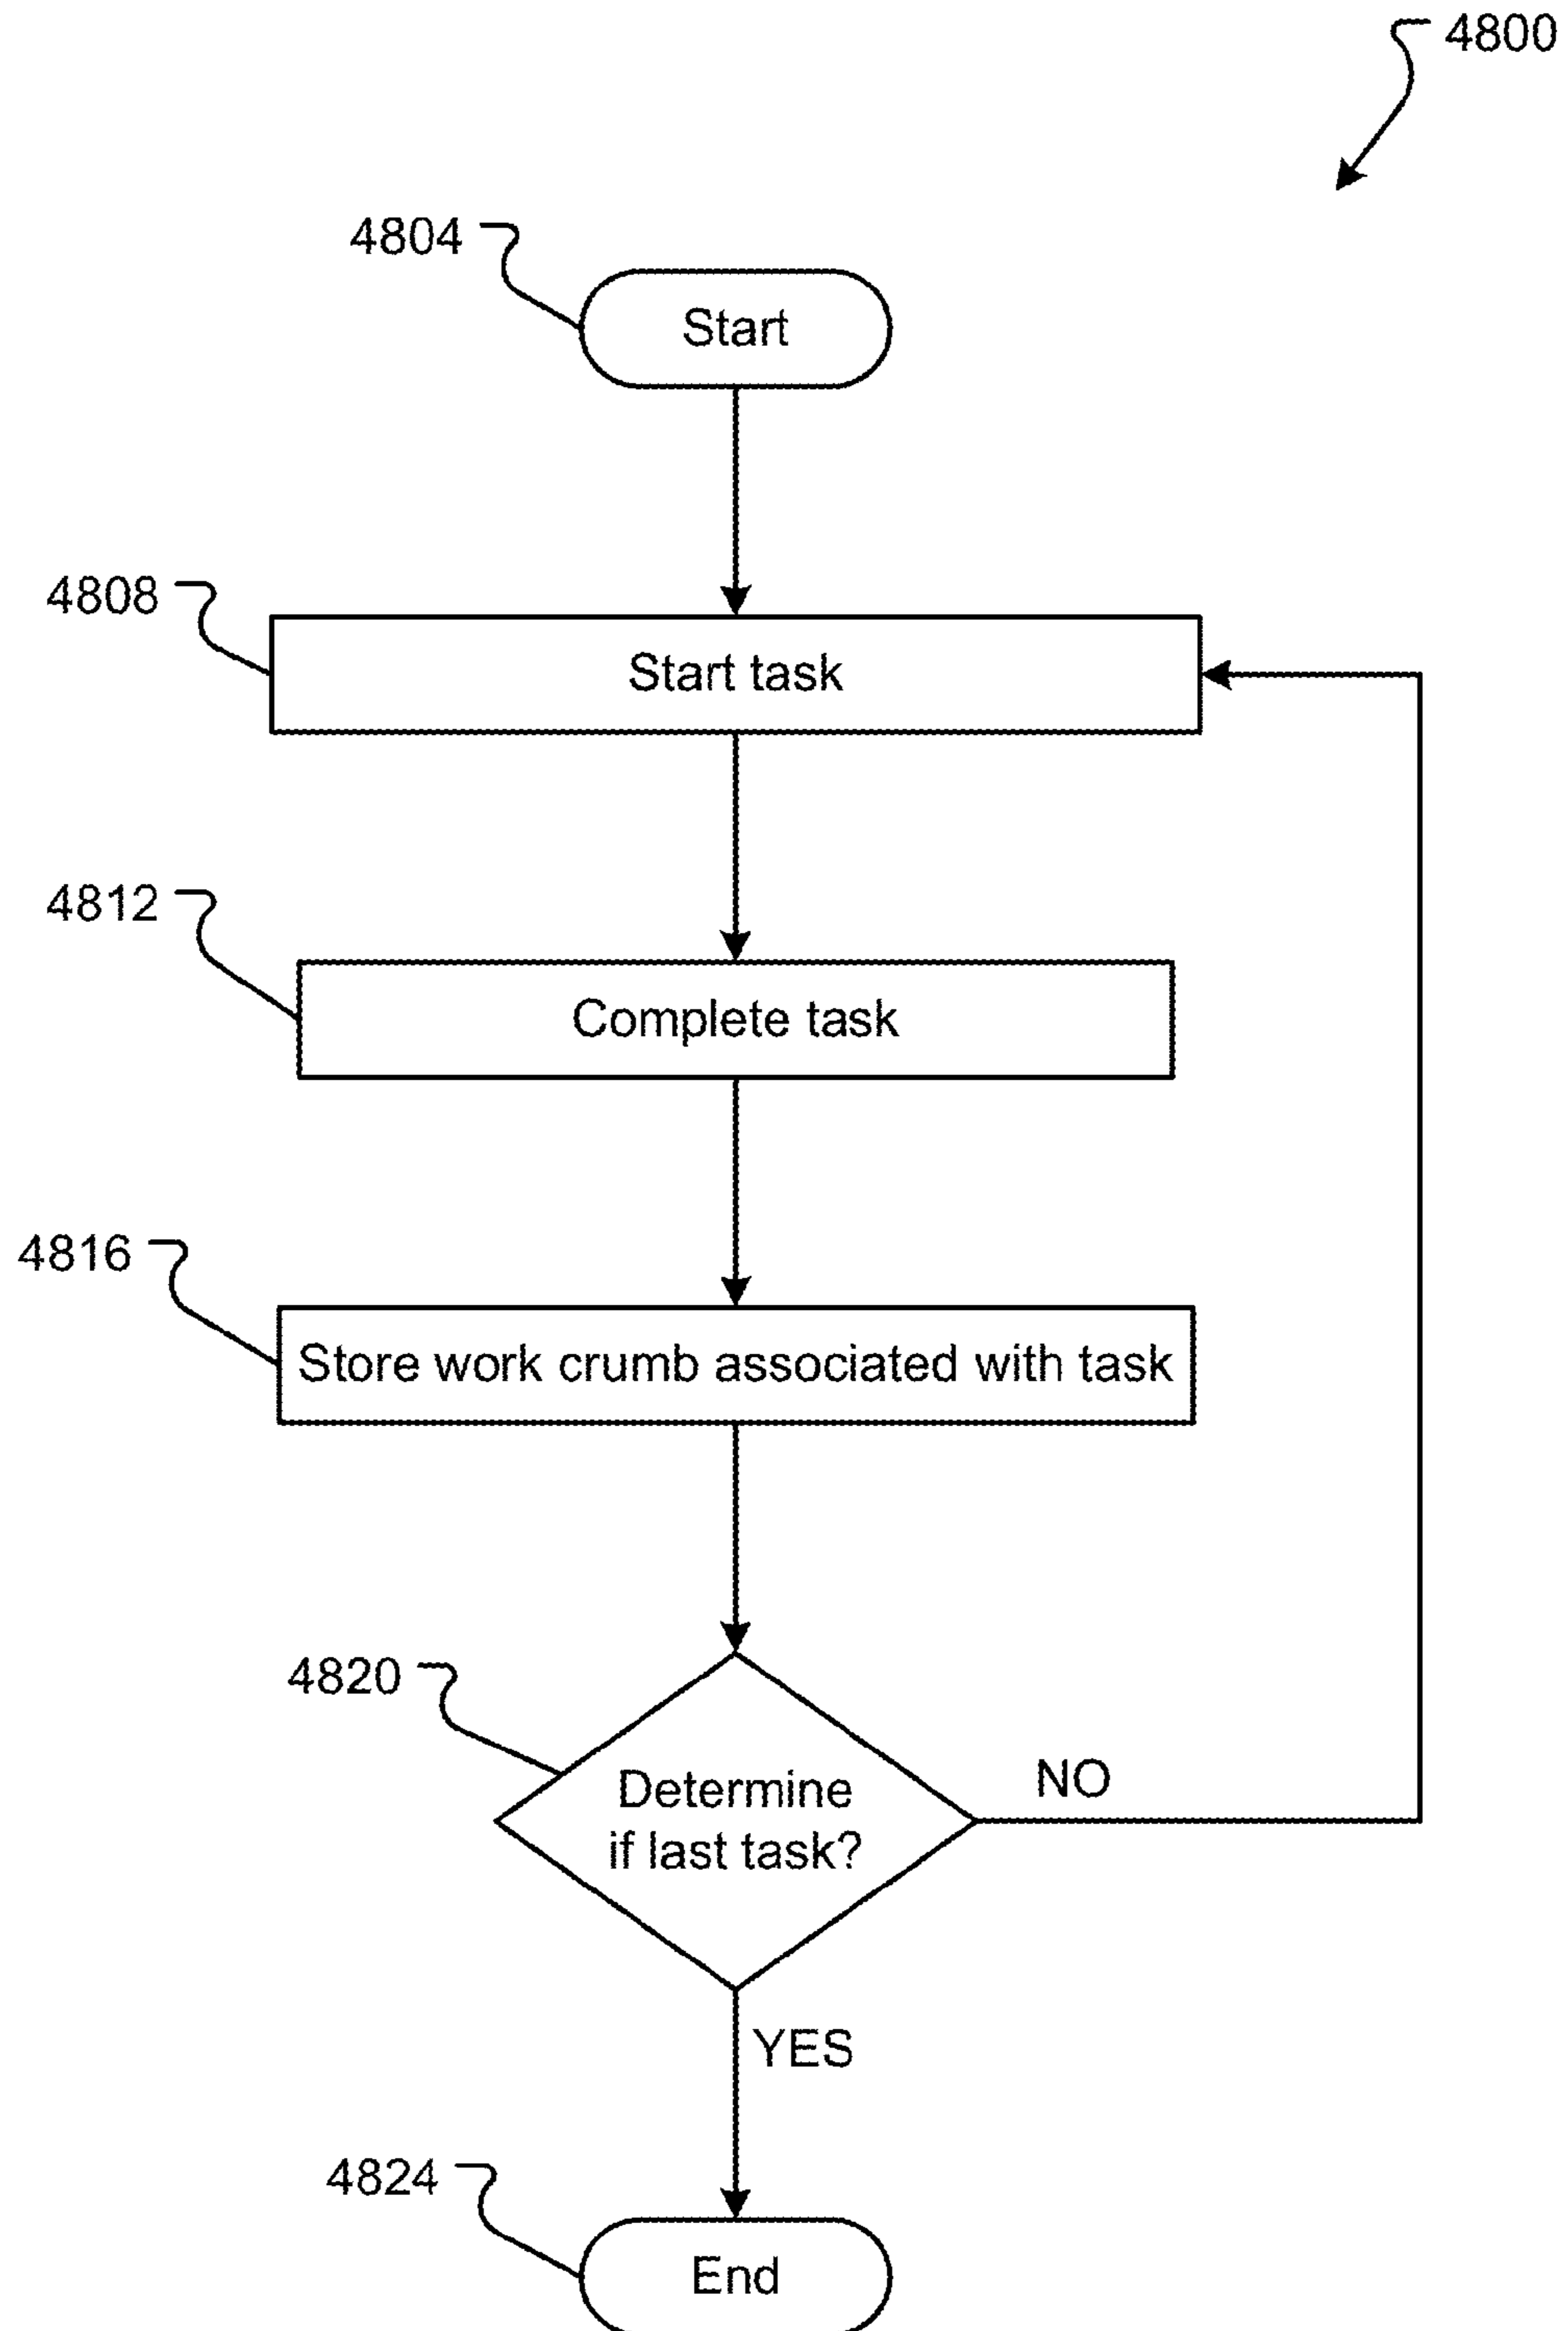 4800
4804
Start
4808
Start task
4812
Complete task
4816
Store work crumb associated with task
4820
Determine
if last task?
NO
YES
4824
End